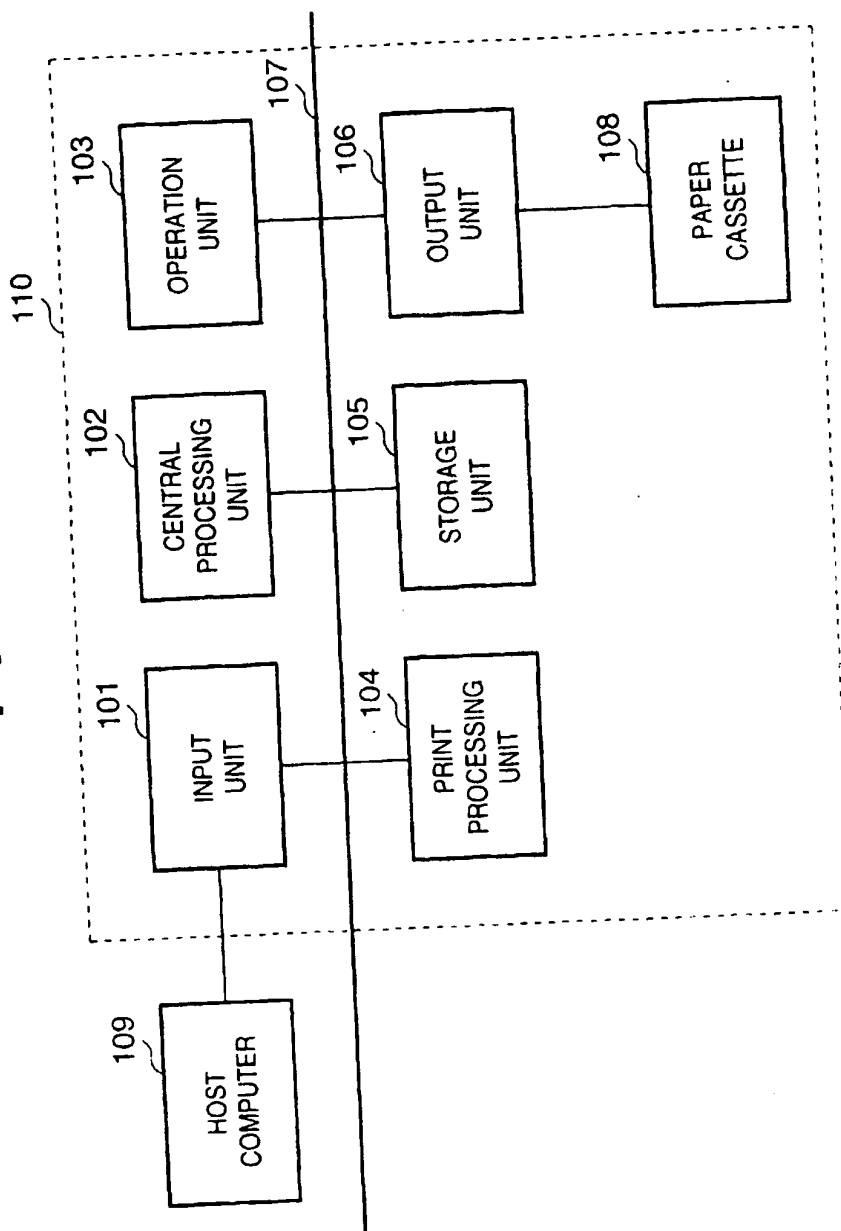 110
103
OPERATION
UNIT
102
CENTRAL
PROCESSING
UNIT
101
INPUT
UNIT
109
HOST
COMPUTER
107
106
OUTPUT
UNIT
105
STORAGE
UNIT
104
PRINT
PROCESSING
UNIT
108
PAPER
CASSETTE